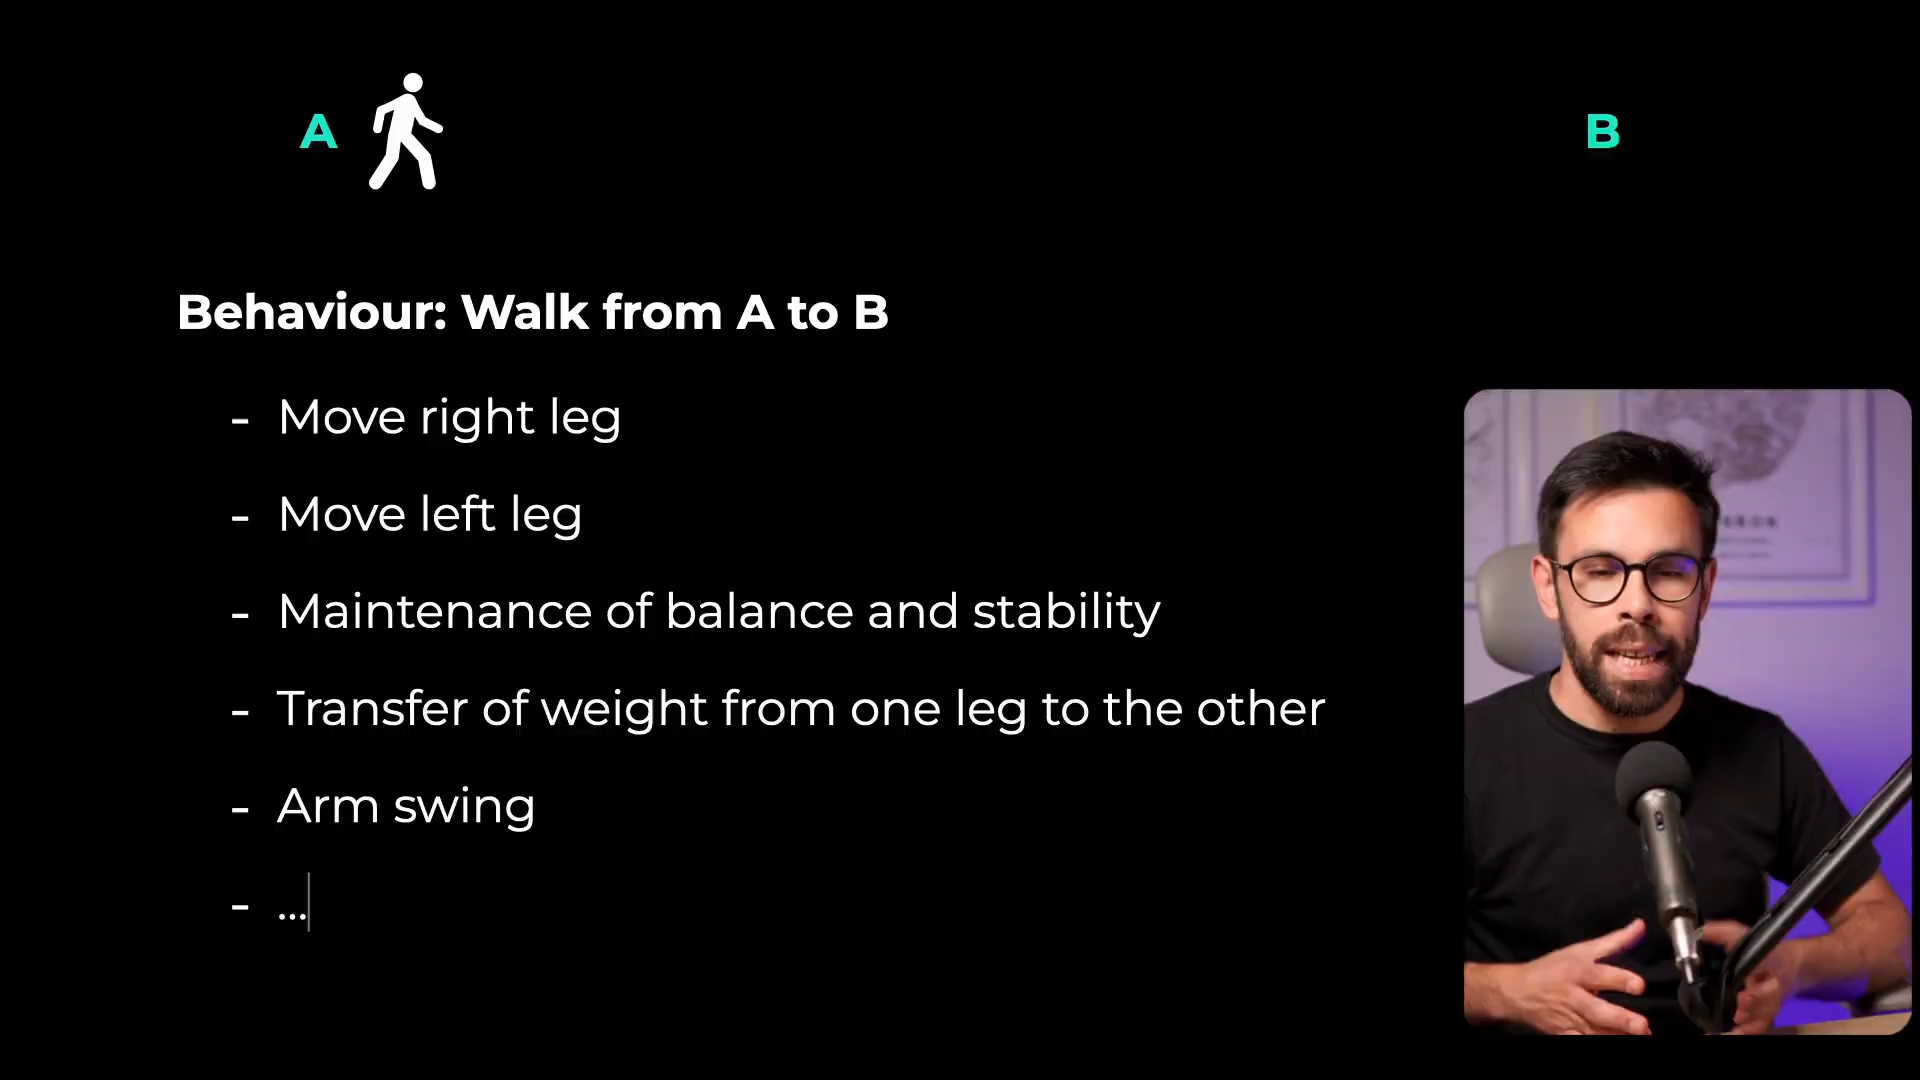 A
B
Behaviour: Walk from A to B
- Move right leg
- Move left leg
- Maintenance of balance and stability
- Transfer of weight from one leg to the other
- Arm swing
- ...